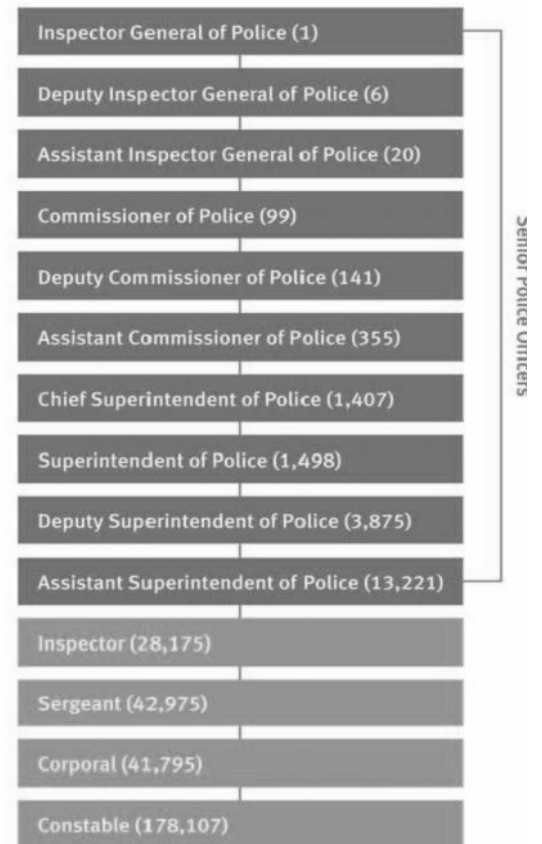 Inspector General of Police (1)
Deputy Inspector General of Police (6)
Assistant Inspector General of Police (20)
Commissioner of Police (99)
Deputy Commissioner of Police (141)
Assistant Commissioner of Police (355)
Chief Superintendent of Police (1,407)
Superintendent of Police (1,498)
Deputy Superintendent of Police (3,875)
Assistant Superintendent of Police (13,221)
Inspector (28,175)
Sergeant (42,975)
Corporal (41,795)
Constable (178,107)
Senior Police Officers